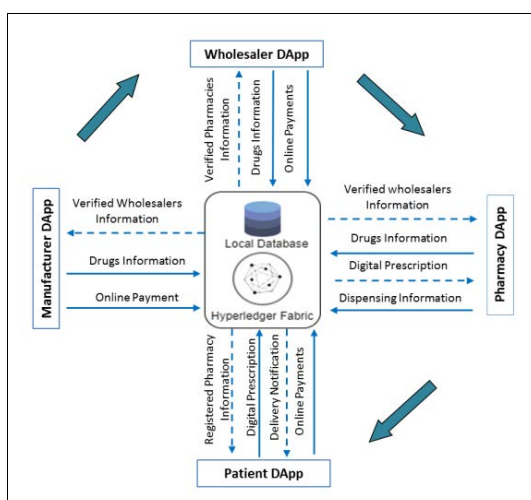 Wholesaler DApp
Verified Pharmacies
Information
Drugs Information
Online Payments
Manufacturer DApp
Verified Wholesalers
Information
Drugs Information
Online Payment
Local Database
Hyperledger Fabric
Verified wholesalers
Information
Drugs Information
Digital Prescription
Dispensing Information
Pharmacy DApp
Registered Pharmacy
Information
Digital Prescription
Delivery Notification
Online Payments
Patient DApp